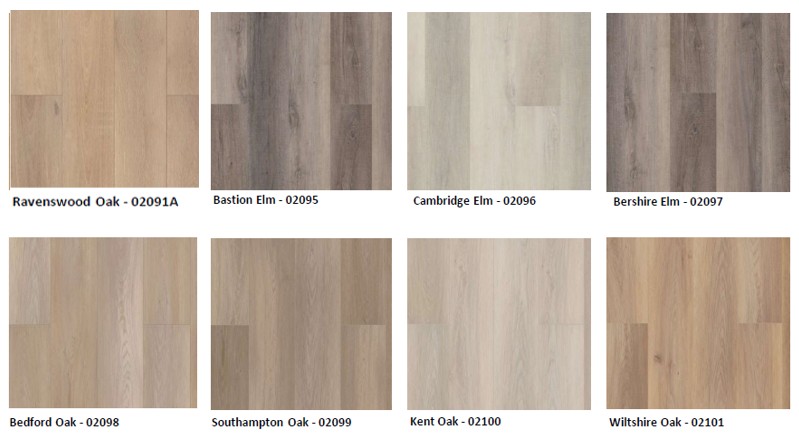 Ravenswood Oak - 02091A
Bastion Elm - 02095
Cambridge Elm - 02096
Bershire Elm - 02097
Bedford Oak - 02098
Southampton Oak - 02099
Kent Oak - 02100
Wiltshire Oak - 02101